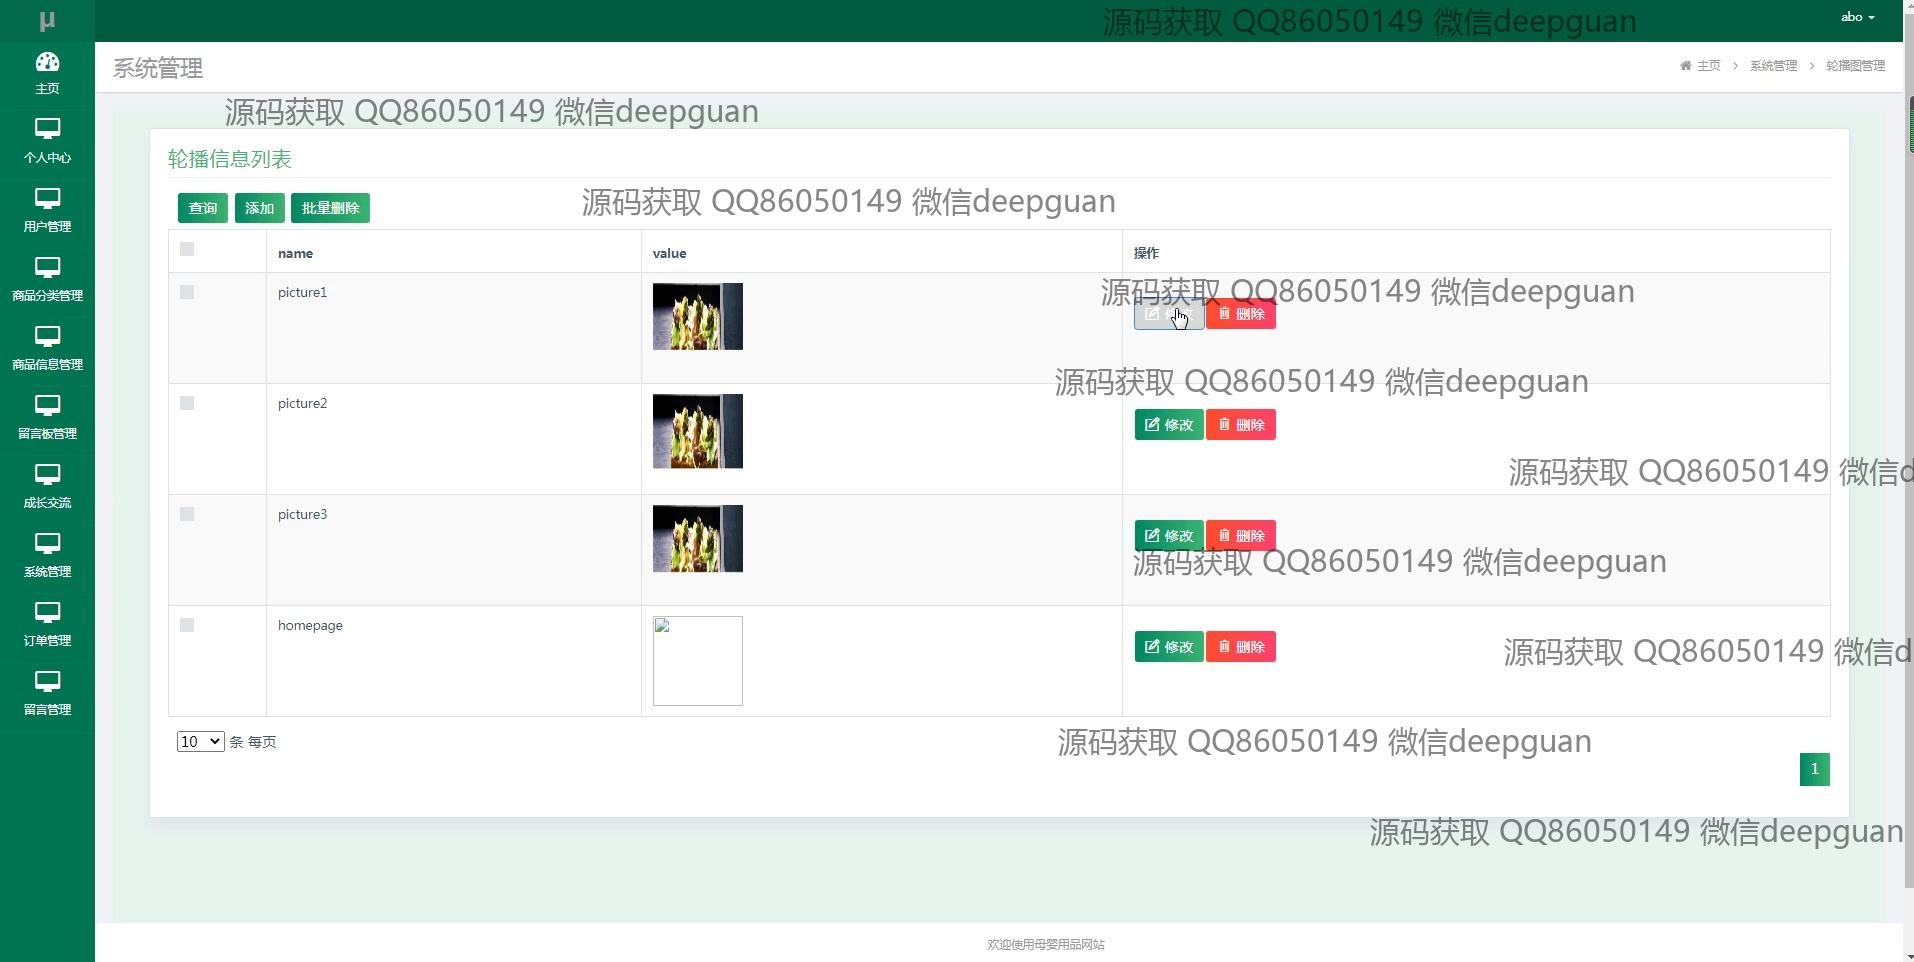 μ
源码获取 QQ86050149 微信deepguan
abo
主页
系统管理
主页 > 系统管理 > 轮播图管理
源码获取 QQ86050149 微信deepguan
个人中心
轮播信息列表
用户管理
查询 添加 批量删除
源码获取 QQ86050149 微信deepguan
name value 操作
商品分类管理
picture1
源码获取 QQ86050149 微信deepguan
删除
商品信息管理
源码获取 QQ86050149 微信deepguan
picture2
修改 删除
留言板管理
源码获取 QQ86050149 微信d
成长交流
picture3
修改 删除
源码获取 QQ86050149 微信deepguan
系统管理
homepage
修改 删除
订单管理
源码获取 QQ86050149 微信d
留言管理
10 条 每页
源码获取 QQ86050149 微信deepguan
1
源码获取 QQ86050149 微信deepguan
欢迎使用母婴用品网站